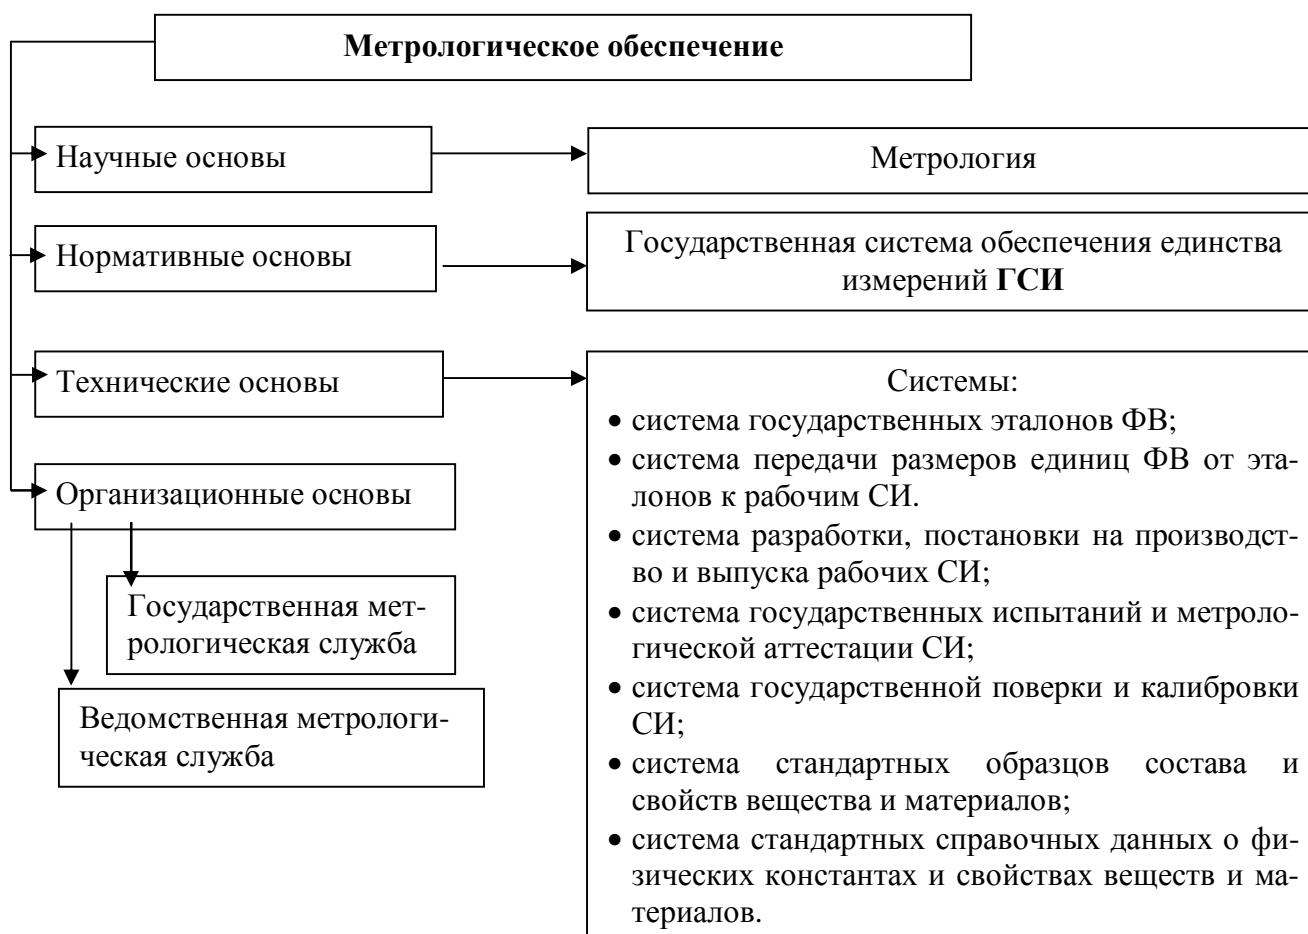 Метрологическое обеспечение
Научные основы
Метрология
Нормативные основы
Государственная система обеспечения единства
измерений ГСИ
Технические основы
Системы:
• система государственных эталонов ФВ;
• система передачи размеров единиц ФВ от эта-
лонов к рабочим СИ.
• система разработки, постановки на производст-
во и выпуска рабочих СИ;
• система государственных испытаний и метроло-
гической аттестации СИ;
• система государственной поверки и калибровки
СИ;
• система стандартных образцов состава и
свойств вещества и материалов;
• система стандартных справочных данных о фи-
зических константах и свойствах веществ и ма-
териалов.
Организационные основы
Государственная мет-
рологическая служба
Ведомственная метрологи-
ческая служба